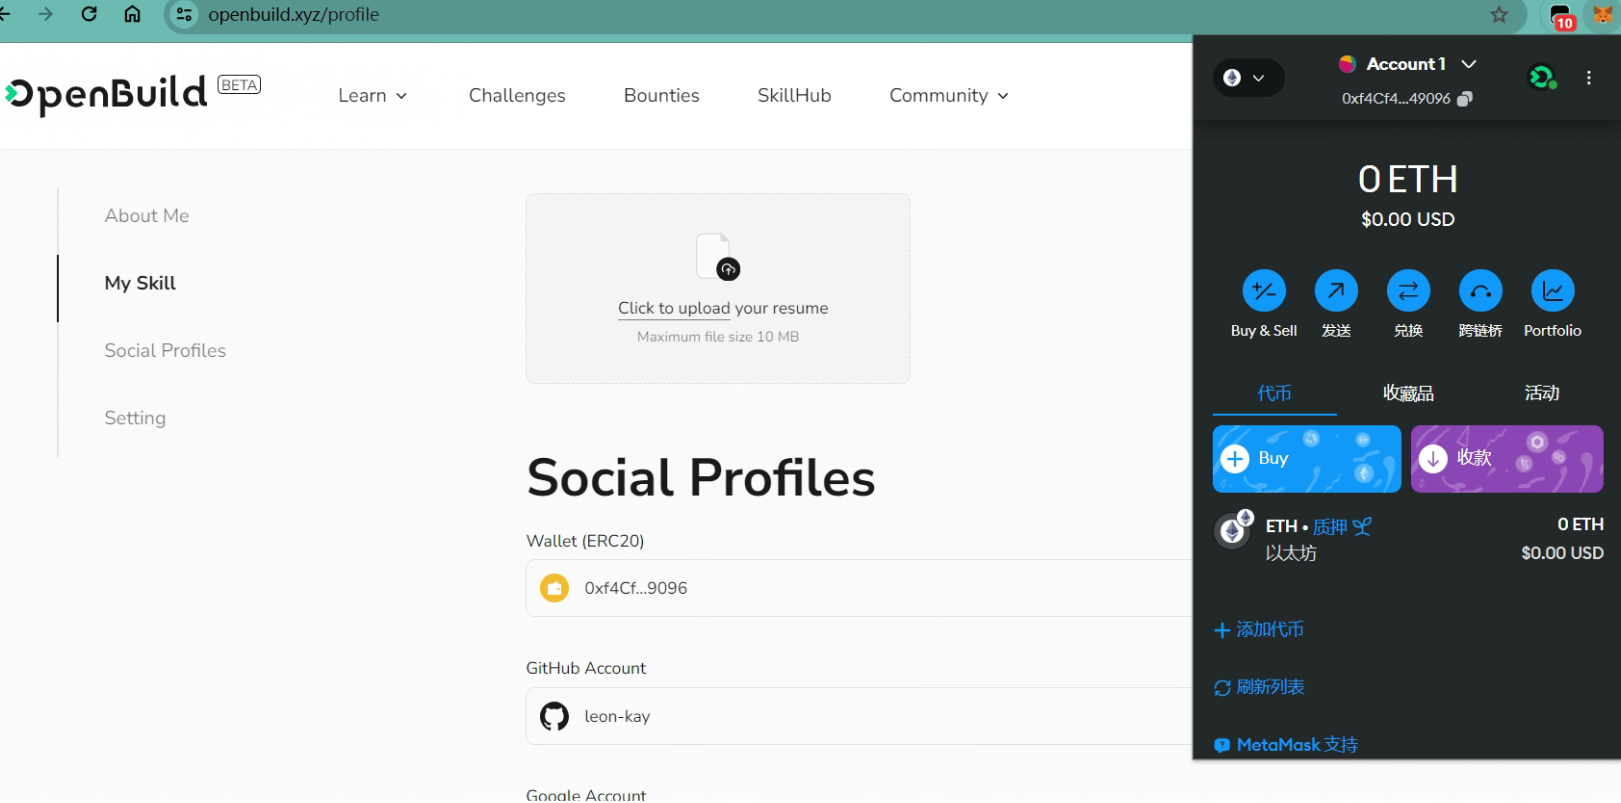 openbuild.xyz/profile
10
OpenBuild BETA
Learn
Challenges
Bounties
SkillHub
Community
About Me
My Skill
Social Profiles
Setting
Click to upload your resume
Maximum file size 10 MB
Social Profiles
Wallet (ERC20)
0xf4Cf...9096
GitHub Account
leon-kay
Google Account
Account 1
0xf4Cf4...49096
0 ETH
$0.00 USD
Buy & Sell
发送
兑换
跨链桥
Portfolio
代币
收藏品
活动
Buy
收款
ETH • 质押
0 ETH
以太坊
$0.00 USD
添加代币
刷新列表
MetaMask 支持